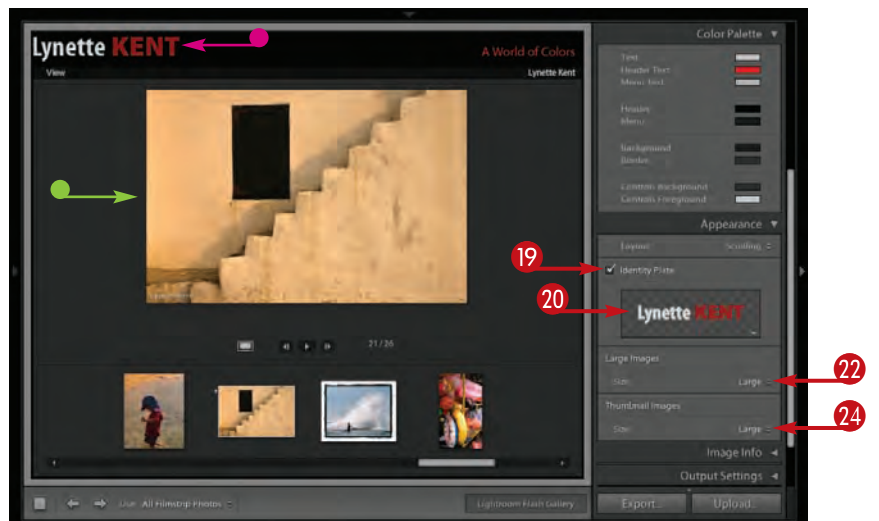 Lynette KENT
A World of Colors
View
Lynette Kent
21/26
Use: All Filmstrip Photos
Lightroom Flash Gallery
Color Palette
Text
Header Text
Menu Text
Header
Menu
Background
Border
Controls Background
Controls Foreground
Appearance
Layout
Scrolling
19
Identity Plate
20
Lynette KENT
Large Images
Size
Large
22
Thumbnail Images
Size
Large
24
Image Info
Output Settings
Export...
Upload...